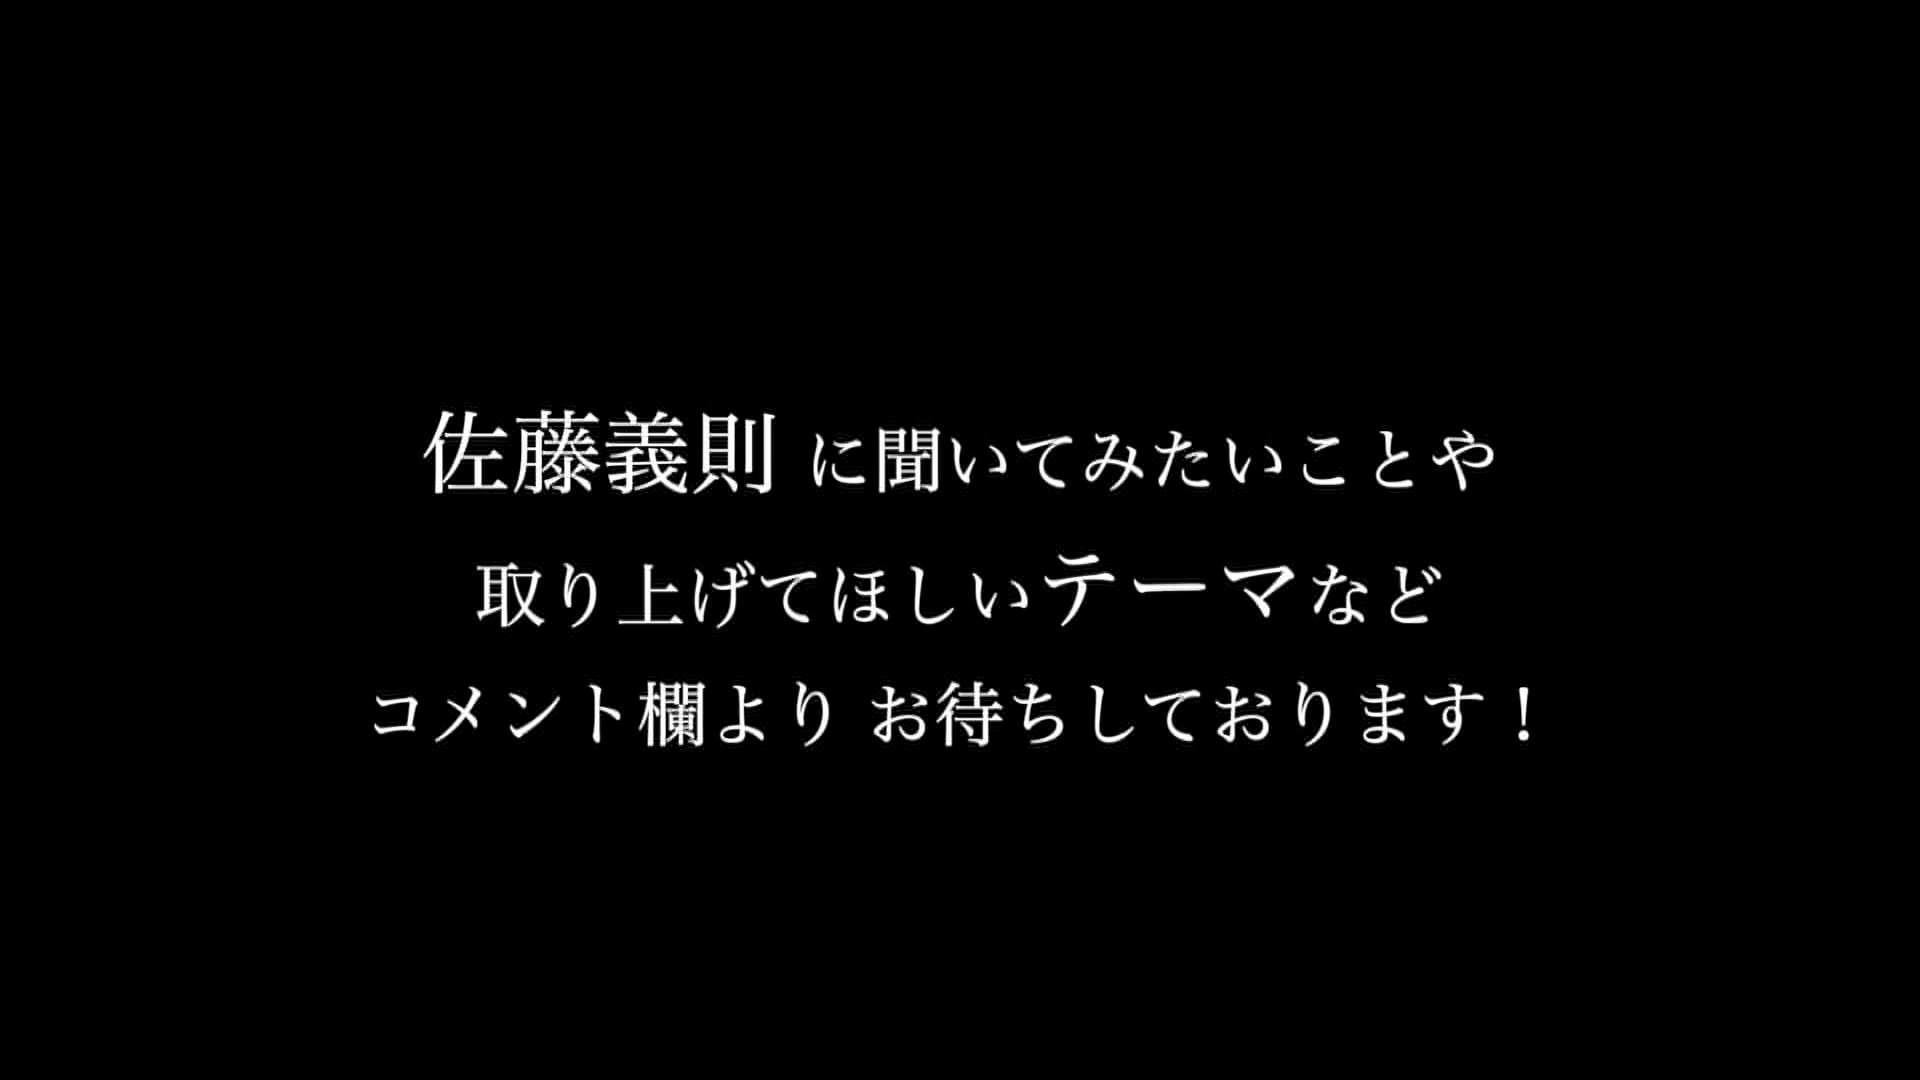 佐藤義則 に聞いてみたいことや
取り上げてほしいテーマなど
コメント欄より お待ちしております！